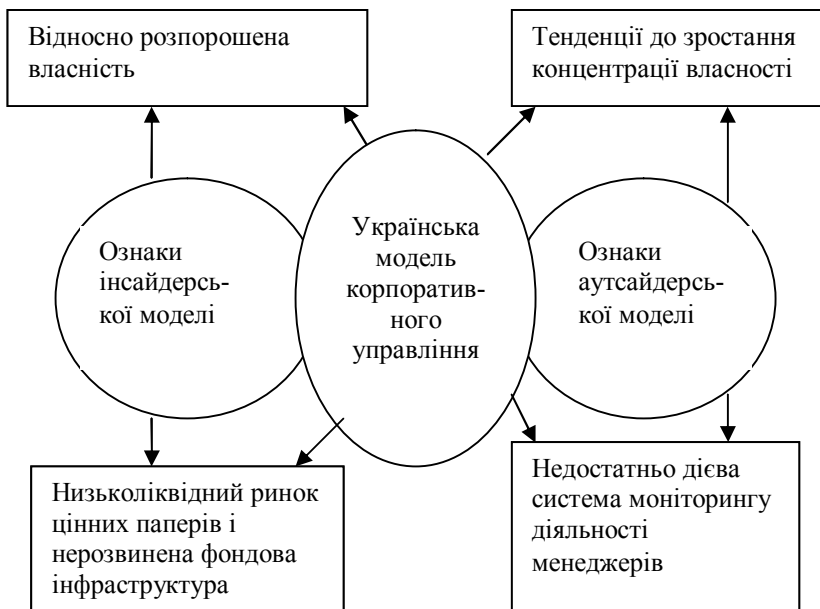 Відносно розпорошена
власність
Тенденції до зростання
концентрації власності
Ознаки
інсайдерсь-
кої моделі
Українська
модель
корпоратив-
ного
управління
Ознаки
аутсайдерсь-
кої моделі
Низьколіквідний ринок
цінних паперів і
нерозвинена фондова
інфраструктура
Недостатньо дієва
система моніторингу
діяльності
менеджерів